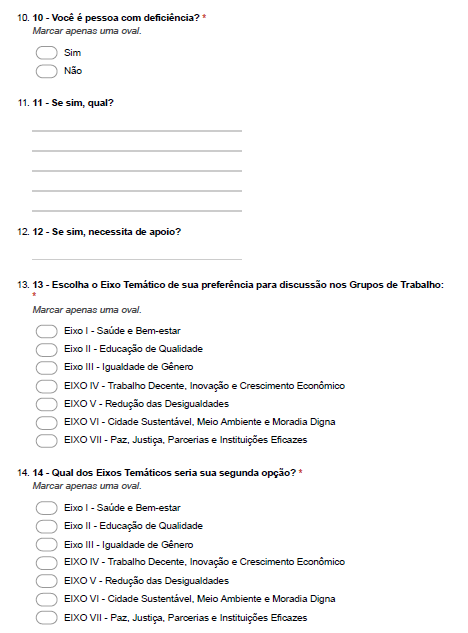 10. 10 - Você é pessoa com deficiência? *
Marcar apenas uma oval.
Sim
Não
11. 11 - Se sim, qual?
12. 12 - Se sim, necessita de apoio?
13. 13 - Escolha o Eixo Temático de sua preferência para discussão nos Grupos de Trabalho:
*
Marcar apenas uma oval.
Eixo I - Saúde e Bem-estar
Eixo II - Educação de Qualidade
Eixo III - Igualdade de Gênero
EIXO IV - Trabalho Decente, Inovação e Crescimento Econômico
EIXO V - Redução das Desigualdades
EIXO VI - Cidade Sustentável, Meio Ambiente e Moradia Digna
EIXO VII - Paz, Justiça, Parcerias e Instituições Eficazes
14. 14 - Qual dos Eixos Temáticos seria sua segunda opção? *
Marcar apenas uma oval.
Eixo I - Saúde e Bem-estar
Eixo II - Educação de Qualidade
Eixo III - Igualdade de Gênero
EIXO IV - Trabalho Decente, Inovação e Crescimento Econômico
EIXO V - Redução das Desigualdades
EIXO VI - Cidade Sustentável, Meio Ambiente e Moradia Digna
EIXO VII - Paz, Justiça, Parcerias e Instituições Eficazes